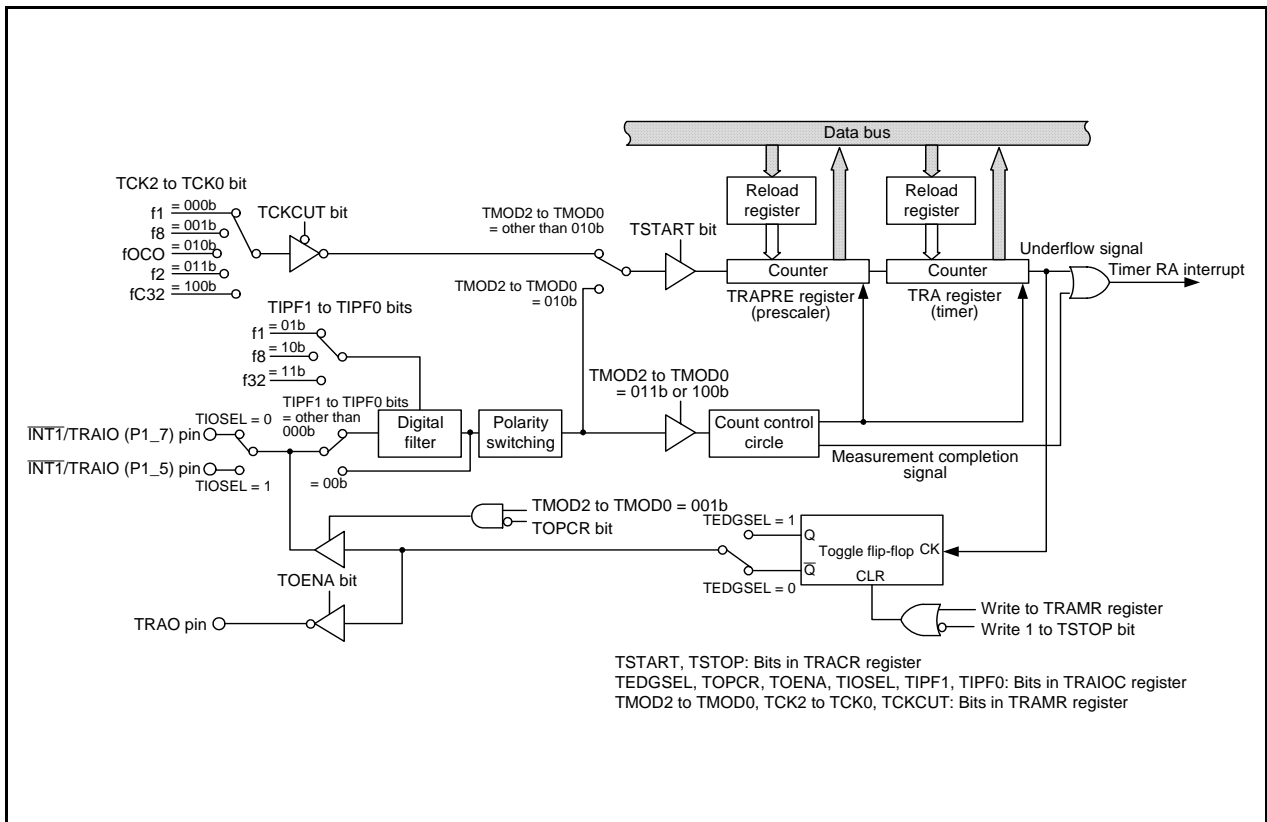 Data bus
TCK2 to TCK0 bit
f1 = 000b
f8 = 001b
fOCO = 010b
f2 = 011b
fC32 = 100b
TCKCUT bit
TMOD2 to TMOD0
= other than 010b
TMOD2 to TMOD0
= 010b
TSTART bit
Reload
register
Reload
register
Counter
TRAPRE register
(prescaler)
Counter
TRA register
(timer)
Underflow signal
Timer RA interrupt
TIPF1 to TIPF0 bits
f1 = 01b
f8 = 10b
f32 = 11b
TMOD2 to TMOD0
= 011b or 100b
TIOSEL = 0
TIPF1 to TIPF0 bits
= other than
000b
INT1/TRAIO (P1_7) pin
INT1/TRAIO (P1_5) pin
TIOSEL = 1
= 00b
Digital
filter
Polarity
switching
Count control
circle
Measurement completion
signal
TMOD2 to TMOD0 = 001b
TOPCR bit
TEDGSEL = 1
TEDGSEL = 0
Q
Q
Toggle flip-flop
CK
CLR
TOENA bit
TRAO pin
Write to TRAMR register
Write 1 to TSTOP bit
TSTART, TSTOP: Bits in TRACR register
TEDGSEL, TOPCR, TOENA, TIOSEL, TIPF1, TIPF0: Bits in TRAIOC register
TMOD2 to TMOD0, TCK2 to TCK0, TCKCUT: Bits in TRAMR register